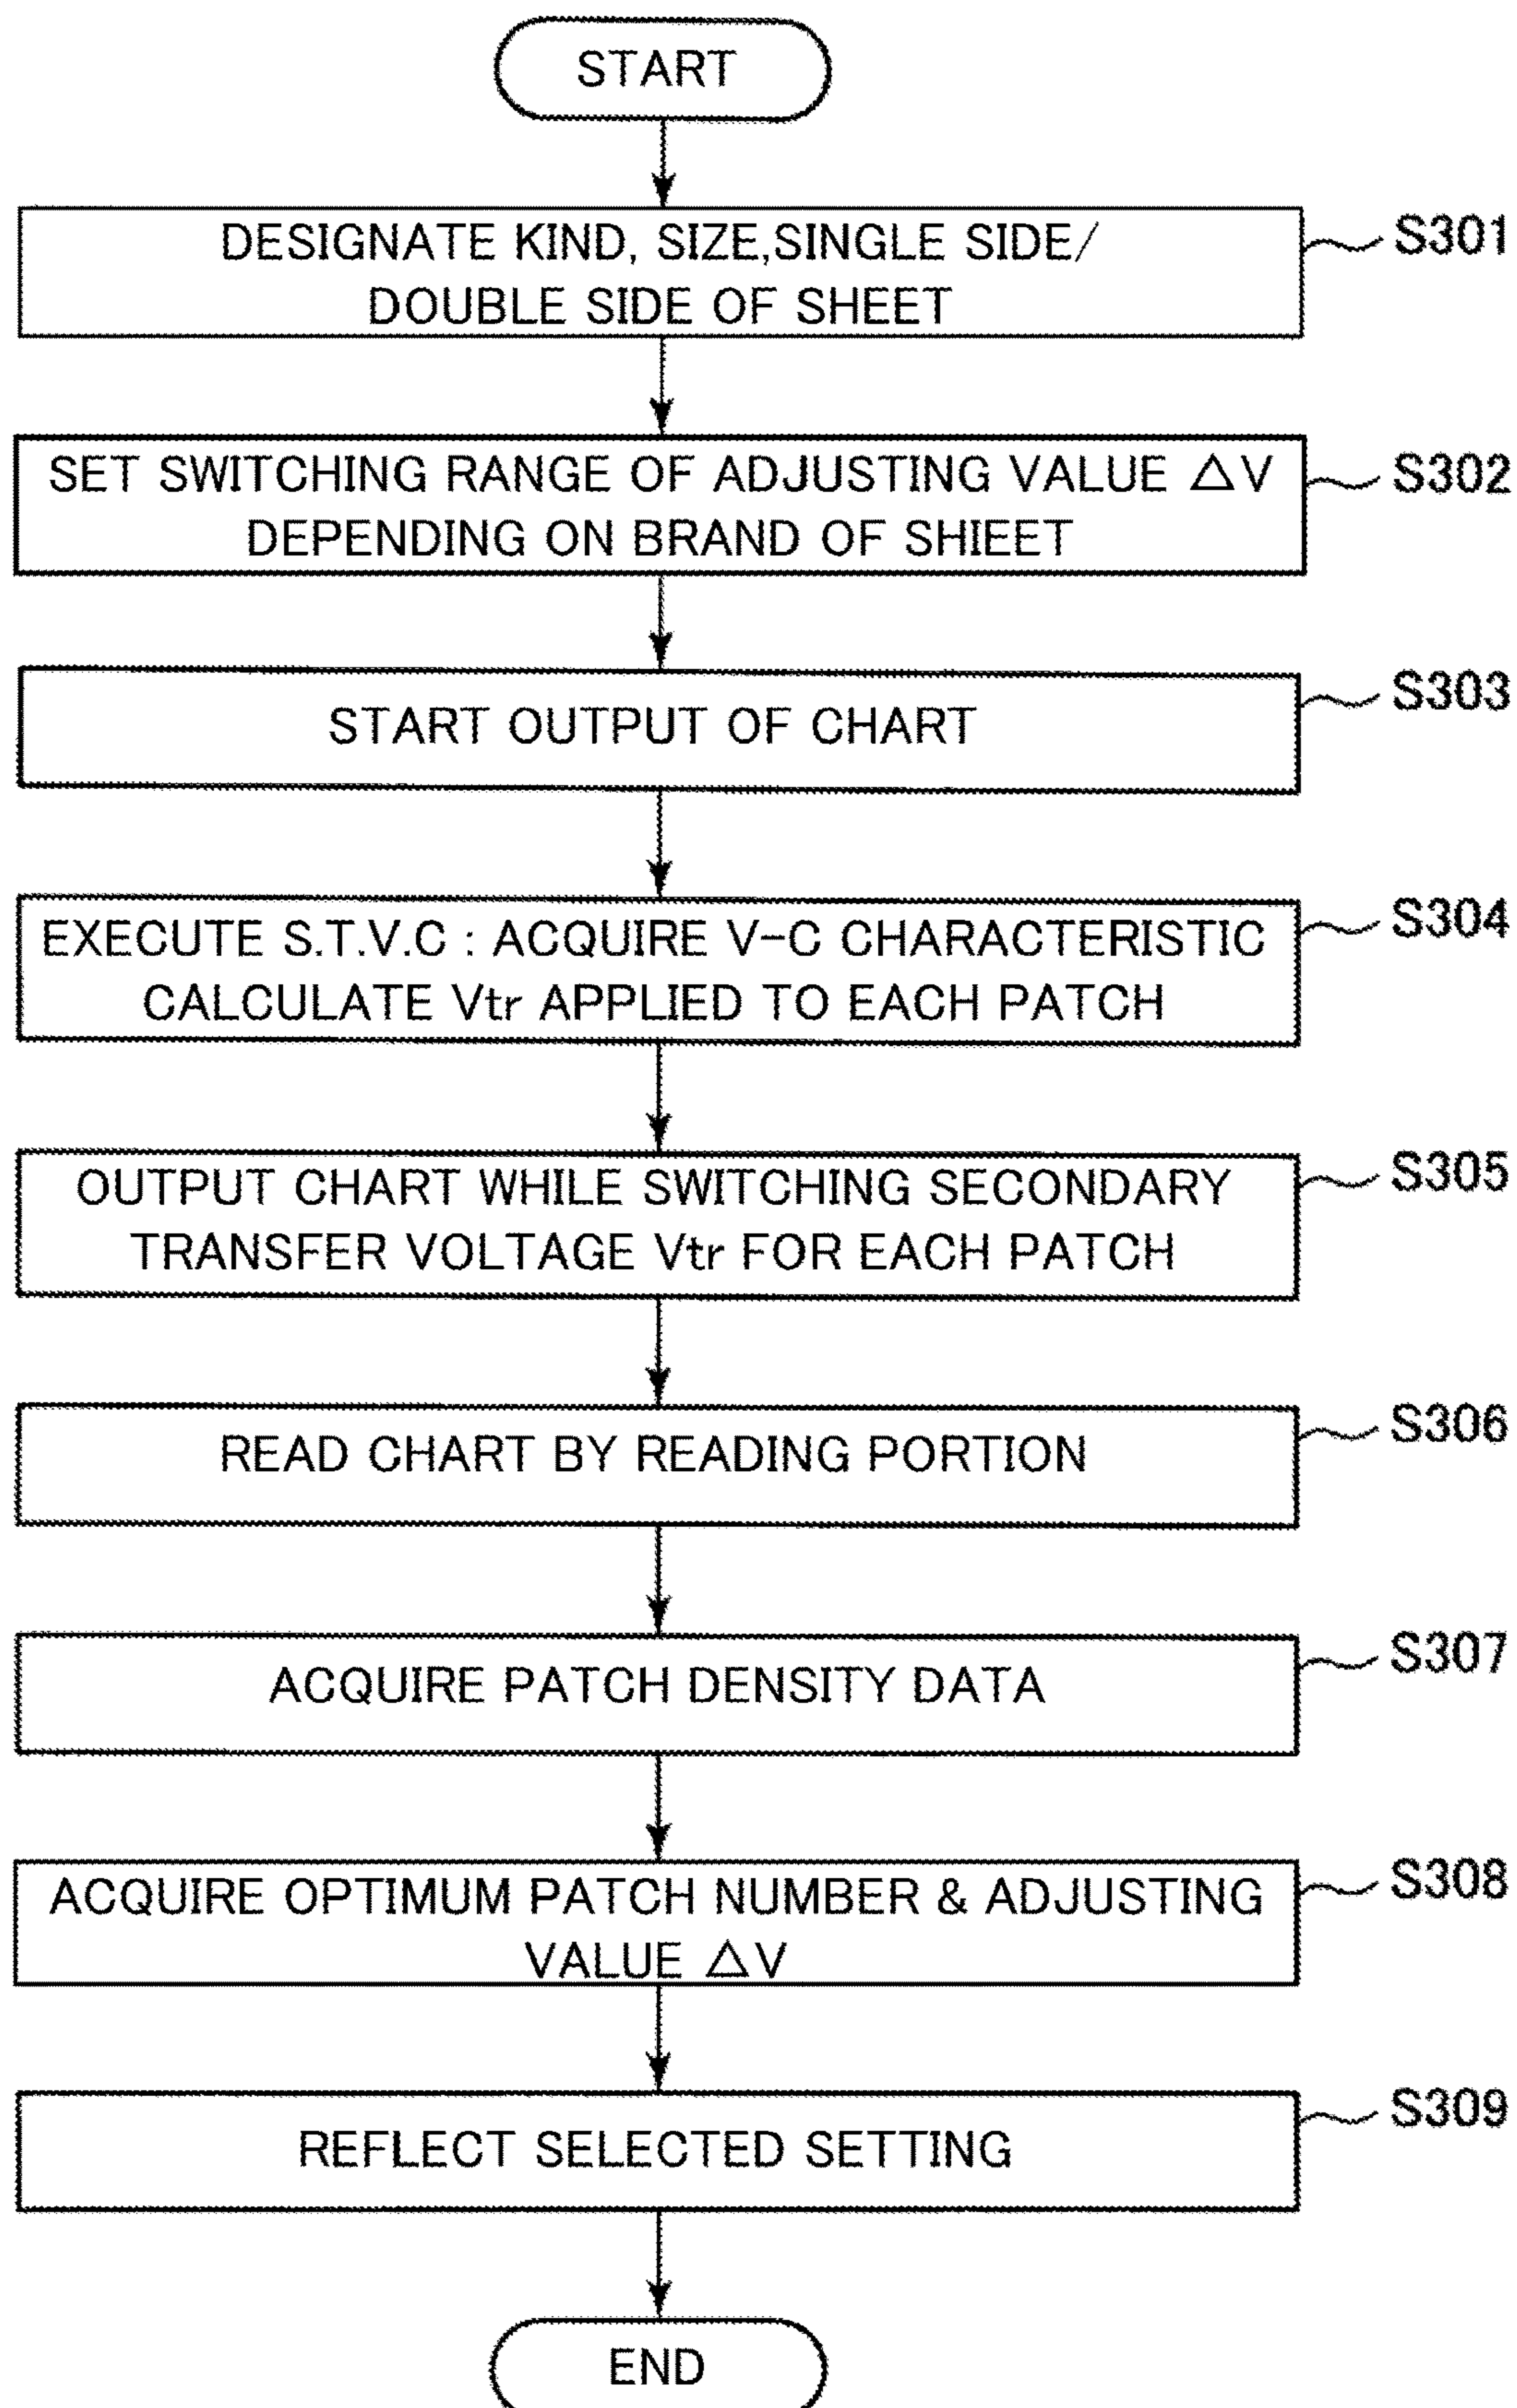 START
DESIGNATE KIND, SIZE,SINGLE SIDE/
DOUBLE SIDE OF SHEET
S301
SET SWITCHING RANGE OF ADJUSTING VALUE △V
DEPENDING ON BRAND OF SHIEET
S302
START OUTPUT OF CHART
S303
EXECUTE S.T.V.C : ACQUIRE V-C CHARACTERISTIC
CALCULATE Vtr APPLIED TO EACH PATCH
S304
OUTPUT CHART WHILE SWITCHING SECONDARY
TRANSFER VOLTAGE Vtr FOR EACH PATCH
S305
READ CHART BY READING PORTION
S306
ACQUIRE PATCH DENSITY DATA
S307
ACQUIRE OPTIMUM PATCH NUMBER & ADJUSTING
VALUE △V
S308
REFLECT SELECTED SETTING
S309
END